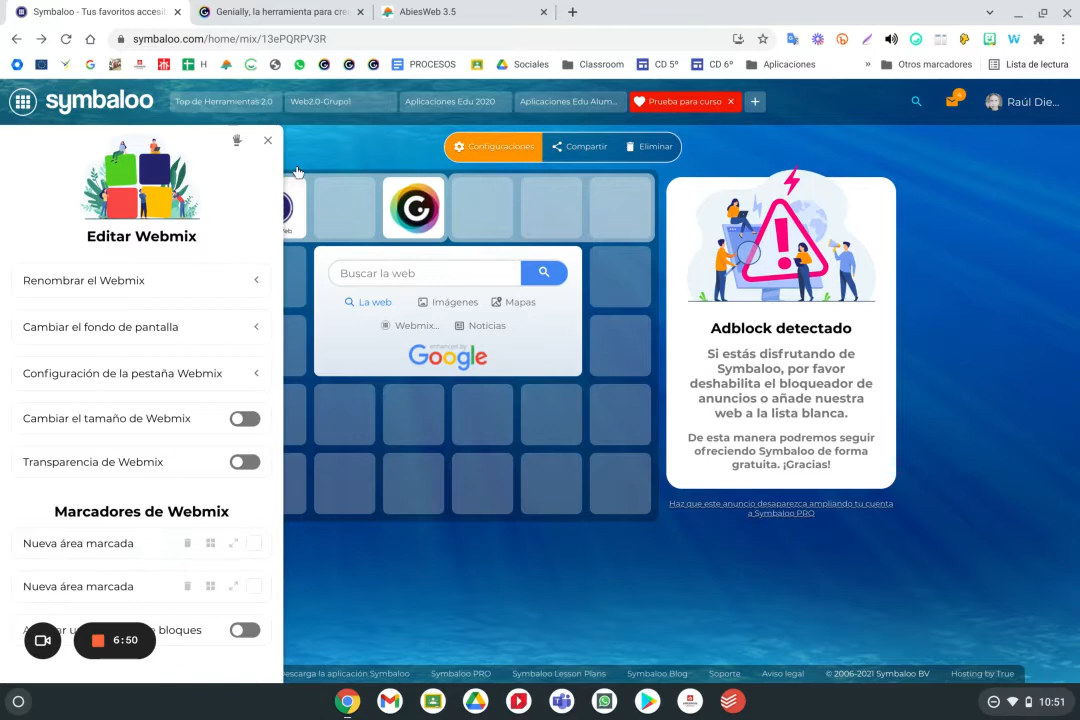 Symbaloo - Tus favoritos accesib
Genially, la herramienta para cre
AbiesWeb 3.5
symbaloo.com/home/mix/13ePQRPV3R
H
PROCESOS
Sociales
Classroom
CD 5º
CD 6º
Aplicaciones
»
Otros marcadores
Lista de lectura
symbaloo
Top de Herramientas 2.0
Web2.0-Grupo1
Aplicaciones Edu 2020
Aplicaciones Edu Alum...
Prueba para curso
Raúl Die...
Configuraciones
Compartir
Eliminar
Editar Webmix
Renombrar el Webmix
Cambiar el fondo de pantalla
Configuración de la pestaña Webmix
Cambiar el tamaño de Webmix
Transparencia de Webmix
Marcadores de Webmix
Nueva área marcada
Nueva área marcada
bloques
6:50
Buscar la web
La web
Imágenes
Mapas
Webmix...
Noticias
enhanced by
Google
Adblock detectado
Si estás disfrutando de
Symbaloo, por favor
deshabilita el bloqueador de
anuncios o añade nuestra
web a la lista blanca.
De esta manera podremos seguir
ofreciendo Symbaloo de forma
gratuita. ¡Gracias!
Haz que este anuncio desaparezca ampliando tu cuenta
a Symbaloo PRO
escarga la aplicación Symbaloo
Symbaloo PRO
Symbaloo Lesson Plans
Symbaloo Blog
Soporte
Aviso legal
© 2006-2021 Symbaloo BV
Hosting by True
10:51